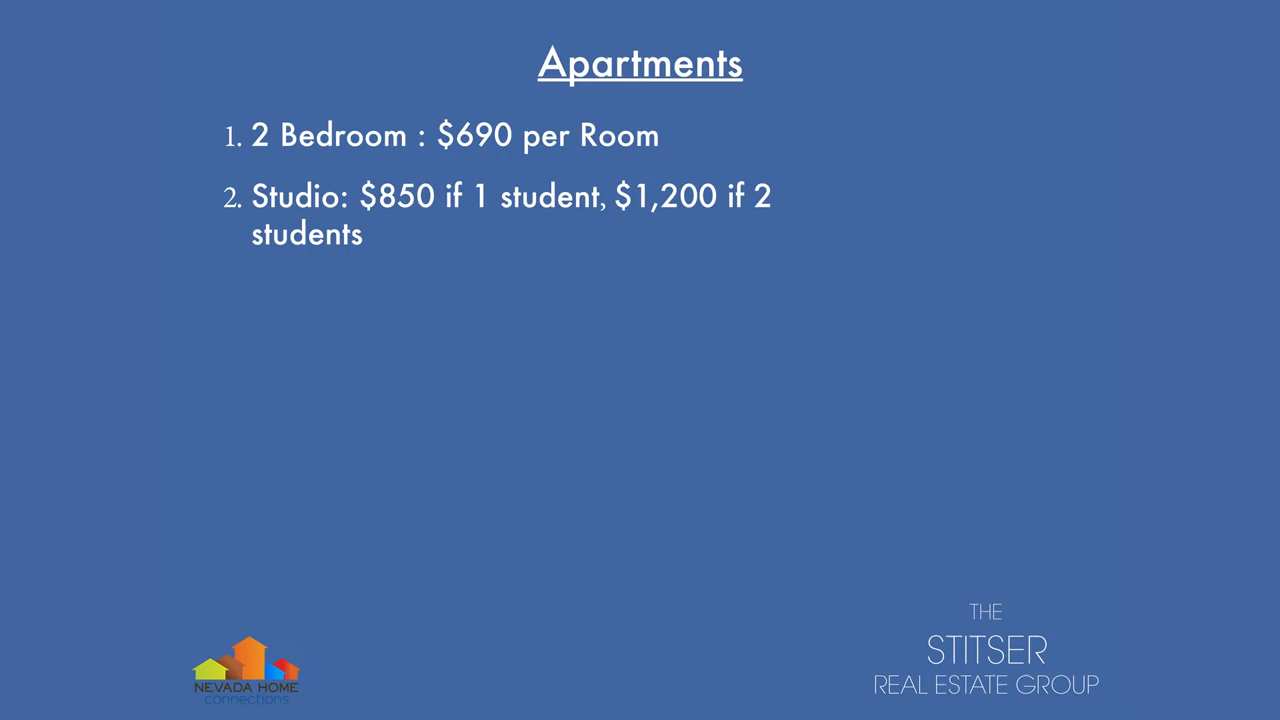 Apartments
1. 2 Bedroom : $690 per Room
2. Studio: $850 if 1 student, $1,200 if 2
students
NEVADA HOME
connections
THE
STITSER
REAL ESTATE GROUP